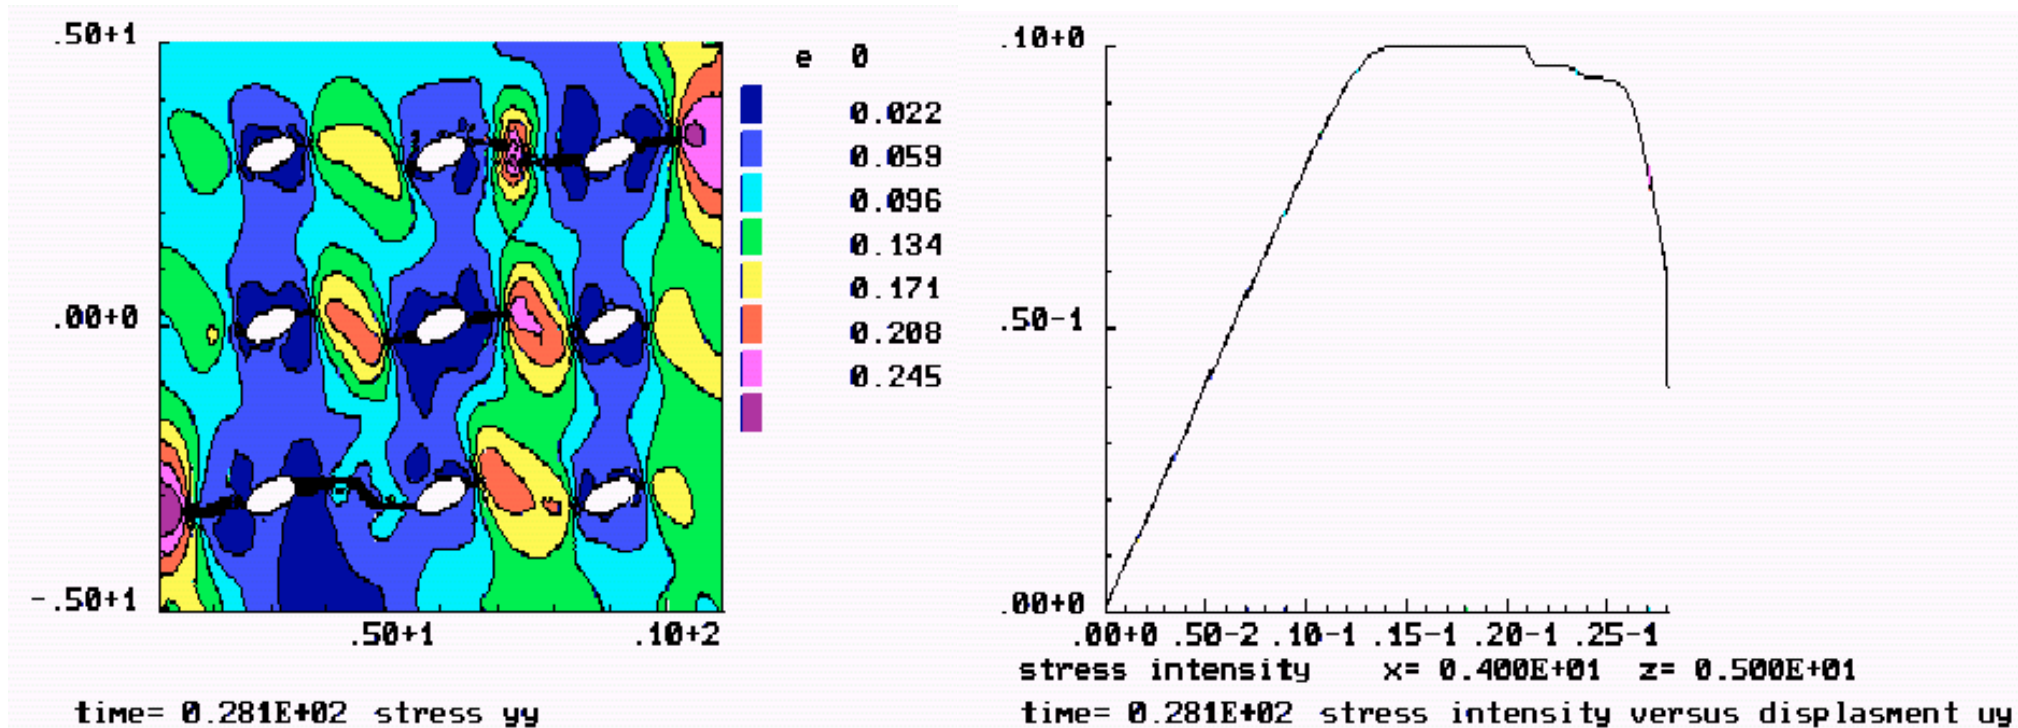 .50+1
e 0
0.022
0.059
0.096
0.134
0.171
0.208
0.245
.00+0
-.50+1
.50+1 .10+2
time= 0.281E+02 stress yy
.10+0
.50-1
.00+0
.00+0 .50-2 .10-1 .15-1 .20-1 .25-1
stress intensity x= 0.400E+01 z= 0.500E+01
time= 0.281E+02 stress intensity versus displasment uy